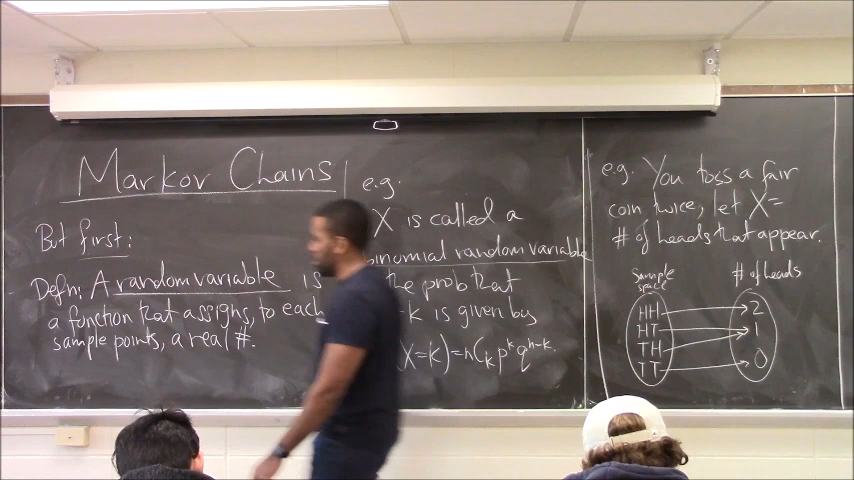 Markov Chains
But first:
Defn: A random variable is
a function that assigns, to each
sample points, a real #.
e.g.
X is called a
binomial random variable
the prob that
k is given by
(X=k) = nCk p^k q^n-k.
e.g. You toss a fair
coin twice, let X=
# of heads that appear.
Sample space
# of heads
HH 2
HT 1
TH
TT 0